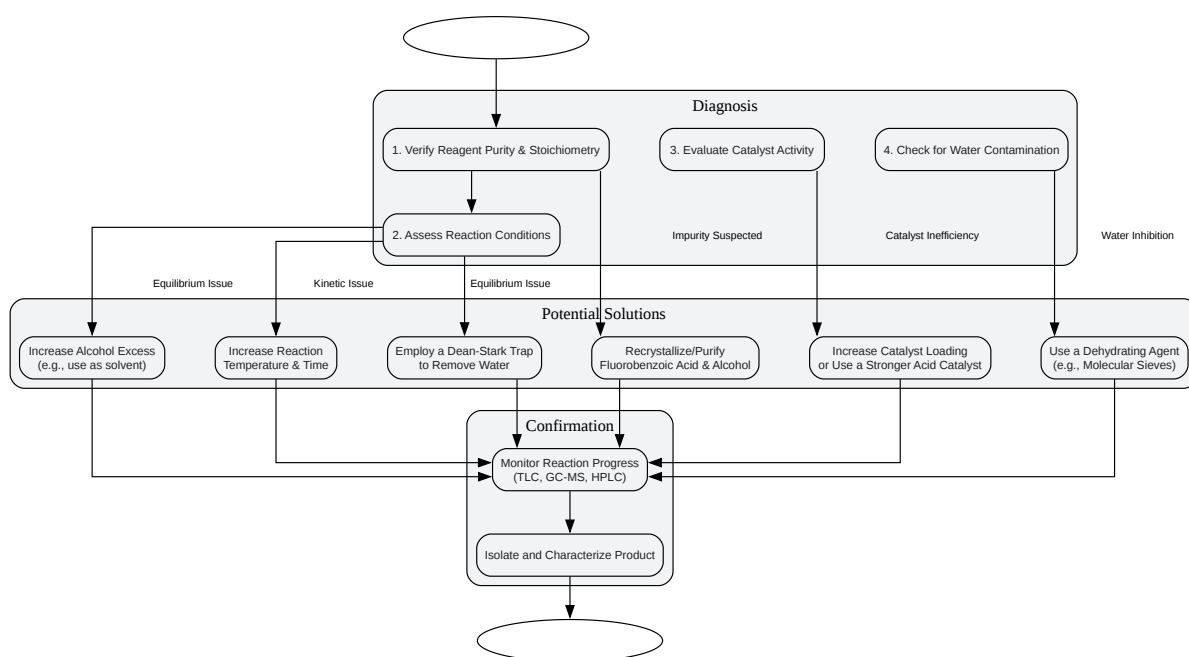 Diagnosis
1. Verify Reagent Purity & Stoichiometry
3. Evaluate Catalyst Activity
4. Check for Water Contamination
2. Assess Reaction Conditions
Impurity Suspected
Catalyst Inefficiency
Water Inhibition
Equilibrium Issue
Kinetic Issue
Equilibrium Issue
Potential Solutions
Increase Alcohol Excess
(e.g., use as solvent)
Increase Reaction
Temperature & Time
Employ a Dean-Stark Trap
to Remove Water
Recrystallize/Purify
Fluorobenzoic Acid & Alcohol
Increase Catalyst Loading
or Use a Stronger Acid Catalyst
Use a Dehydrating Agent
(e.g., Molecular Sieves)
Confirmation
Monitor Reaction Progress
(TLC, GC-MS, HPLC)
Isolate and Characterize Product